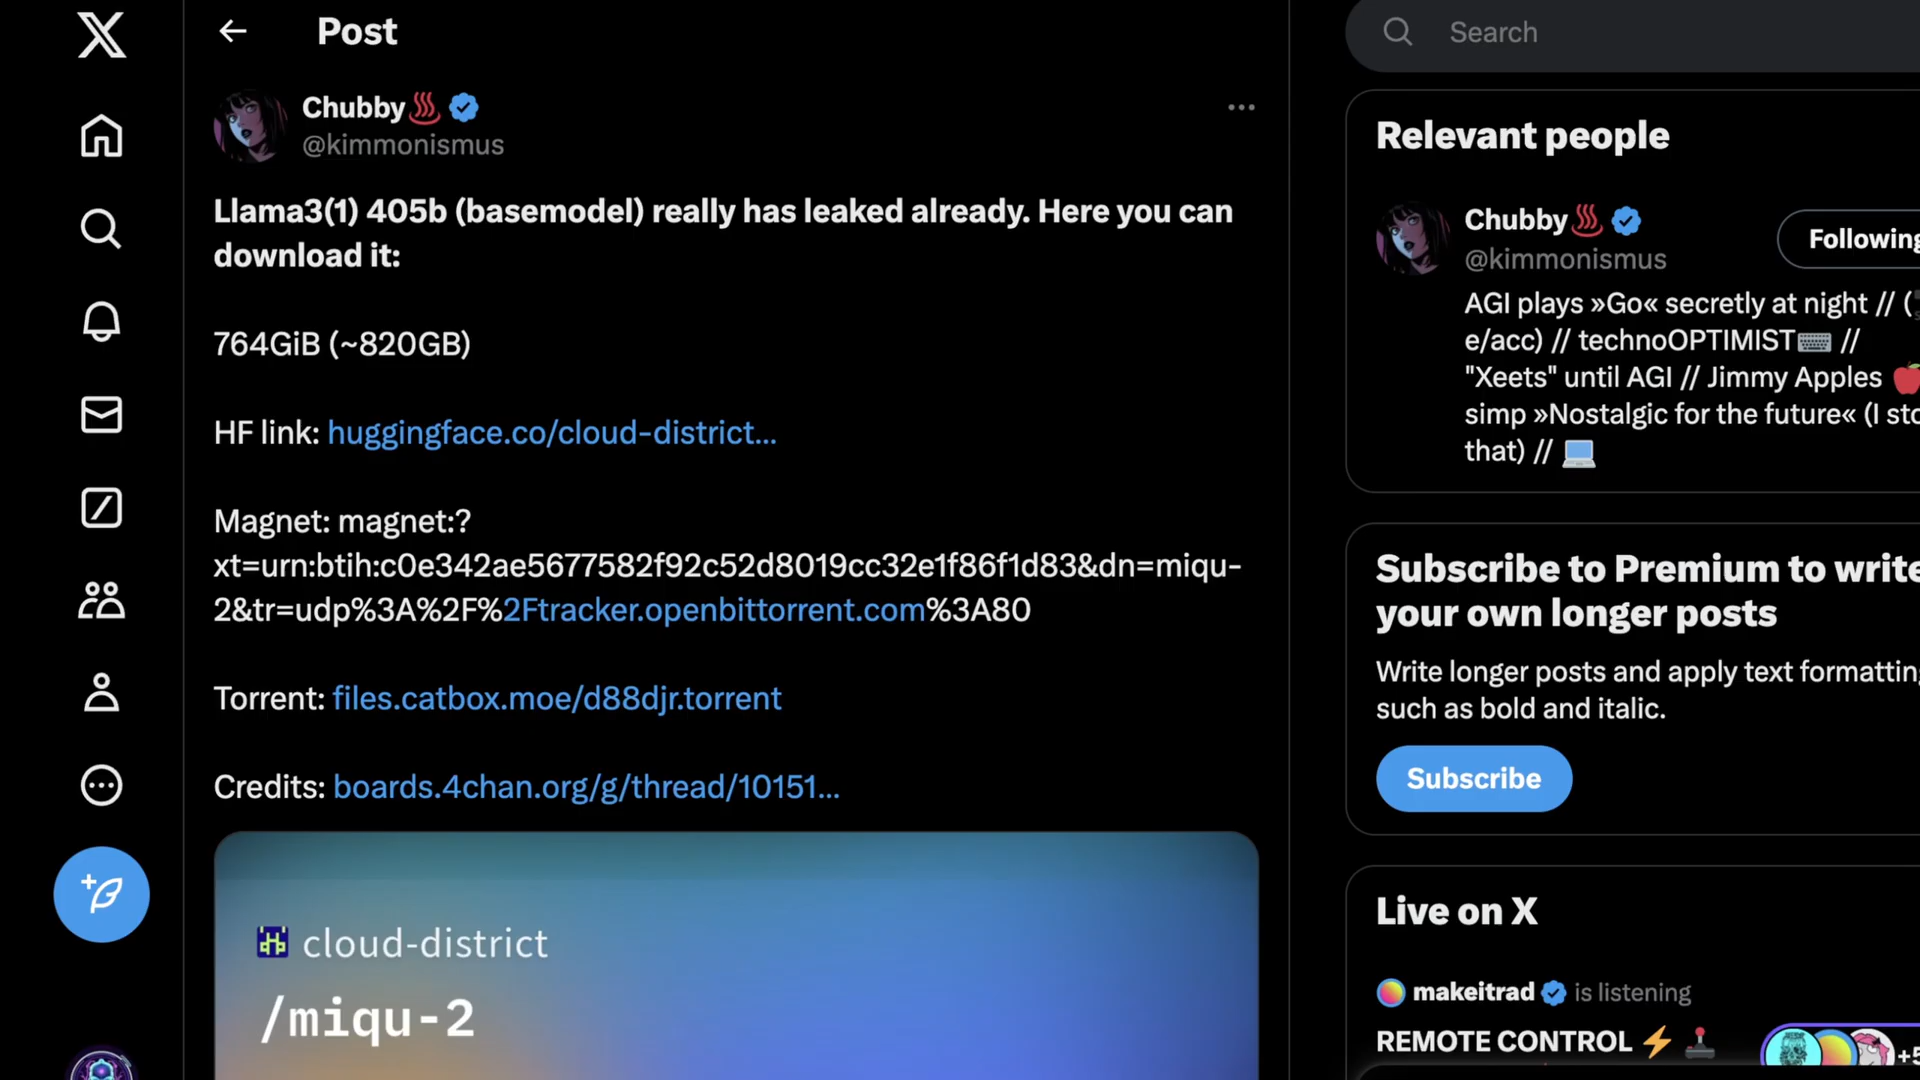 Post
Chubby♨️
@kimmonismus
Llama3(1) 405b (basemodel) really has leaked already. Here you can
download it:
764GiB (~820GB)
HF link: huggingface.co/cloud-district…
Magnet: magnet:?
xt=urn:btih:c0e342ae5677582f92c52d8019cc32e1f86f1d83&dn=miqu-
2&tr=udp%3A%2F%2Ftracker.openbittorrent.com%3A80
Torrent: files.catbox.moe/d88djr.torrent
Credits: boards.4chan.org/g/thread/10151…
cloud-district
/miqu-2
Search
Relevant people
Chubby♨️
@kimmonismus
Following
AGI plays »Go« secretly at night // (
e/acc) // technoOPTIMIST⌨️ //
"Xeets" until AGI // Jimmy Apples 🍎
simp »Nostalgic for the future« (I sto
that) // 💻
Subscribe to Premium to write
your own longer posts
Write longer posts and apply text formatting
such as bold and italic.
Subscribe
Live on X
makeitrad is listening
REMOTE CONTROL ⚡🕹️
+5